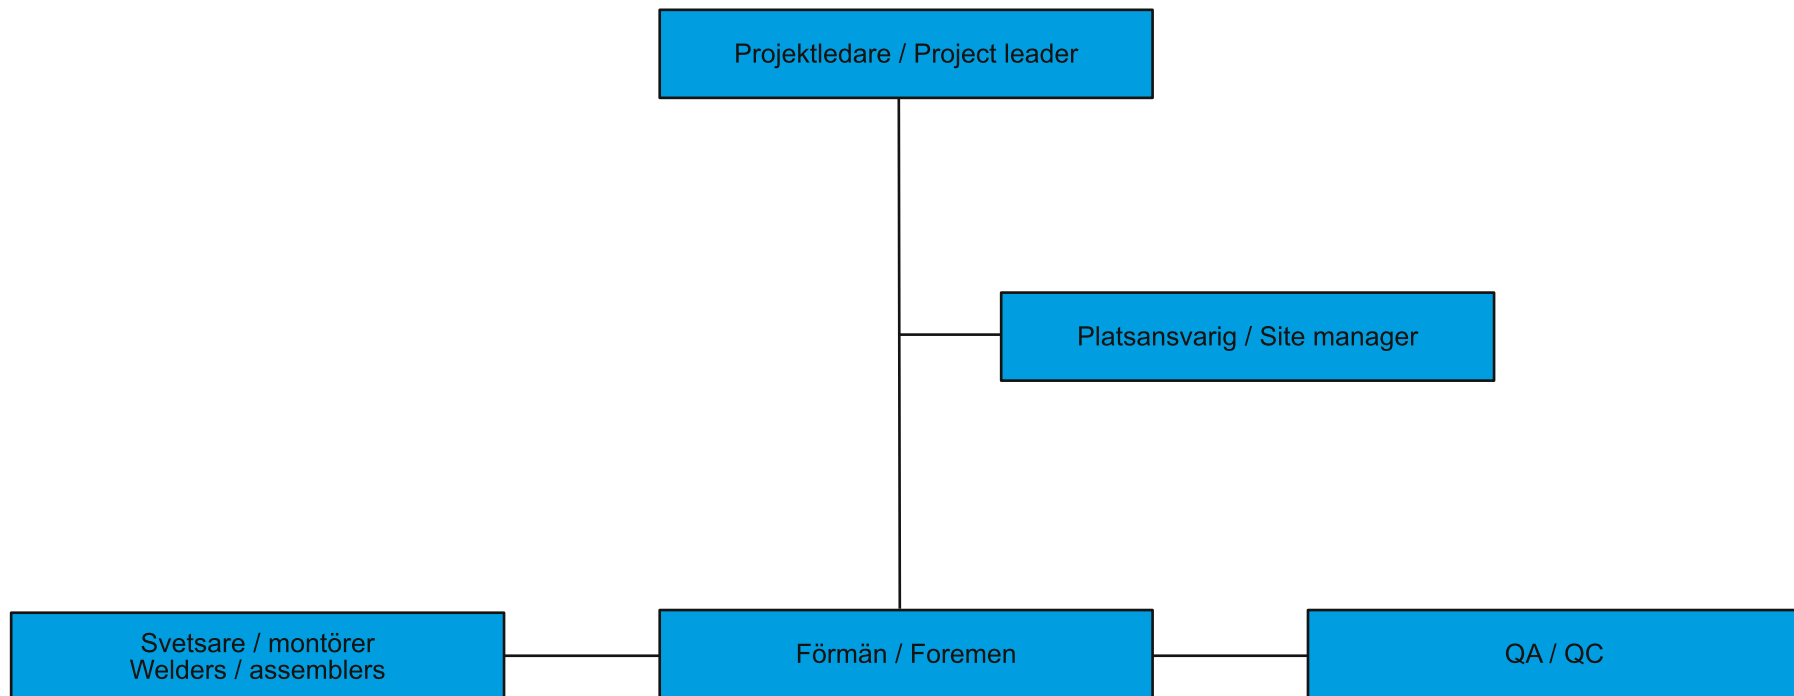 Projektledare / Project leader
Platsansvarig / Site manager
Svetsare / montörer
Welders / assemblers
Förmän / Foremen
QA / QC